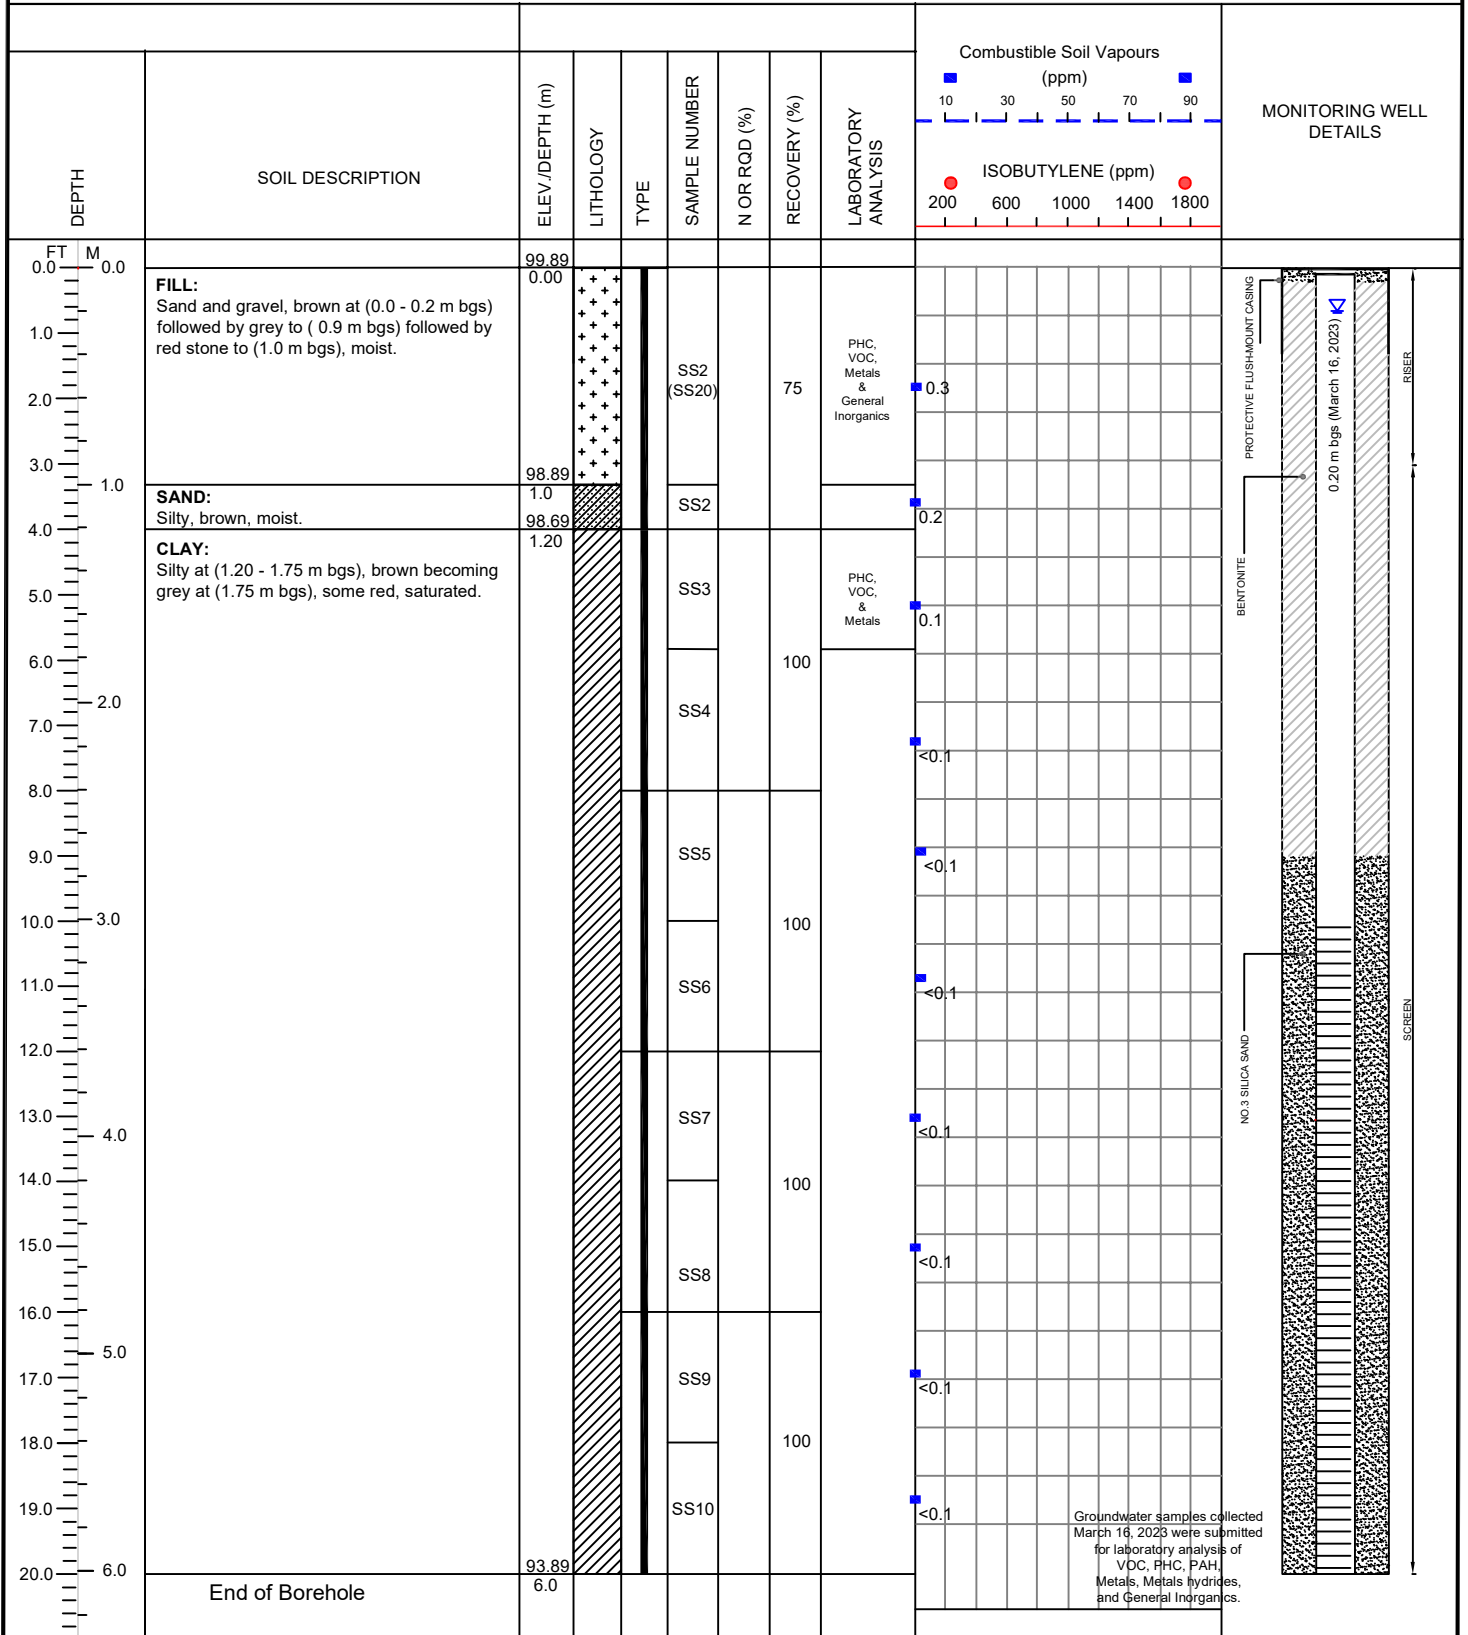 Combustible Soil Vapours
(ppm)
10 30 50 70 90
ISOBUTYLENE (ppm)
200 600 1000 1400 1800
DEPTH
SOIL DESCRIPTION
ELEV./DEPTH (m)
LITHOLOGY
TYPE
SAMPLE NUMBER
N OR RQD (%)
RECOVERY (%)
LABORATORY
ANALYSIS
MONITORING WELL
DETAILS
FT M
0.0 0.0
1.0
2.0
3.0
1.0
4.0
5.0
6.0
2.0
7.0
8.0
9.0
10.0 3.0
11.0
12.0
13.0
4.0
14.0
15.0
16.0
5.0
17.0
18.0
19.0
20.0 6.0
FILL:
Sand and gravel, brown at (0.0 - 0.2 m bgs)
followed by grey to ( 0.9 m bgs) followed by
red stone to (1.0 m bgs), moist.
SAND:
Silty, brown, moist.
CLAY:
Silty at (1.20 - 1.75 m bgs), brown becoming
grey at (1.75 m bgs), some red, saturated.
End of Borehole
99.89
0.00
98.89
1.0
98.69
1.20
93.89
6.0
SS2
(SS20)
SS2
SS3
SS4
SS5
SS6
SS7
SS8
SS9
SS10
75
100
100
100
100
PHC,
VOC,
Metals
&
General
Inorganics
PHC,
VOC,
&
Metals
0.3
0.2
0.1
<0.1
<0.1
<0.1
<0.1
<0.1
<0.1
<0.1
Groundwater samples collected
March 16, 2023 were submitted
for laboratory analysis of
VOC, PHC, PAH,
Metals, Metals hydrides,
and General Inorganics.
PROTECTIVE FLUSH-MOUNT CASING
BENTONITE
NO.3 SILICA SAND
0.20 m bgs (March 16, 2023)
RISER
SCREEN